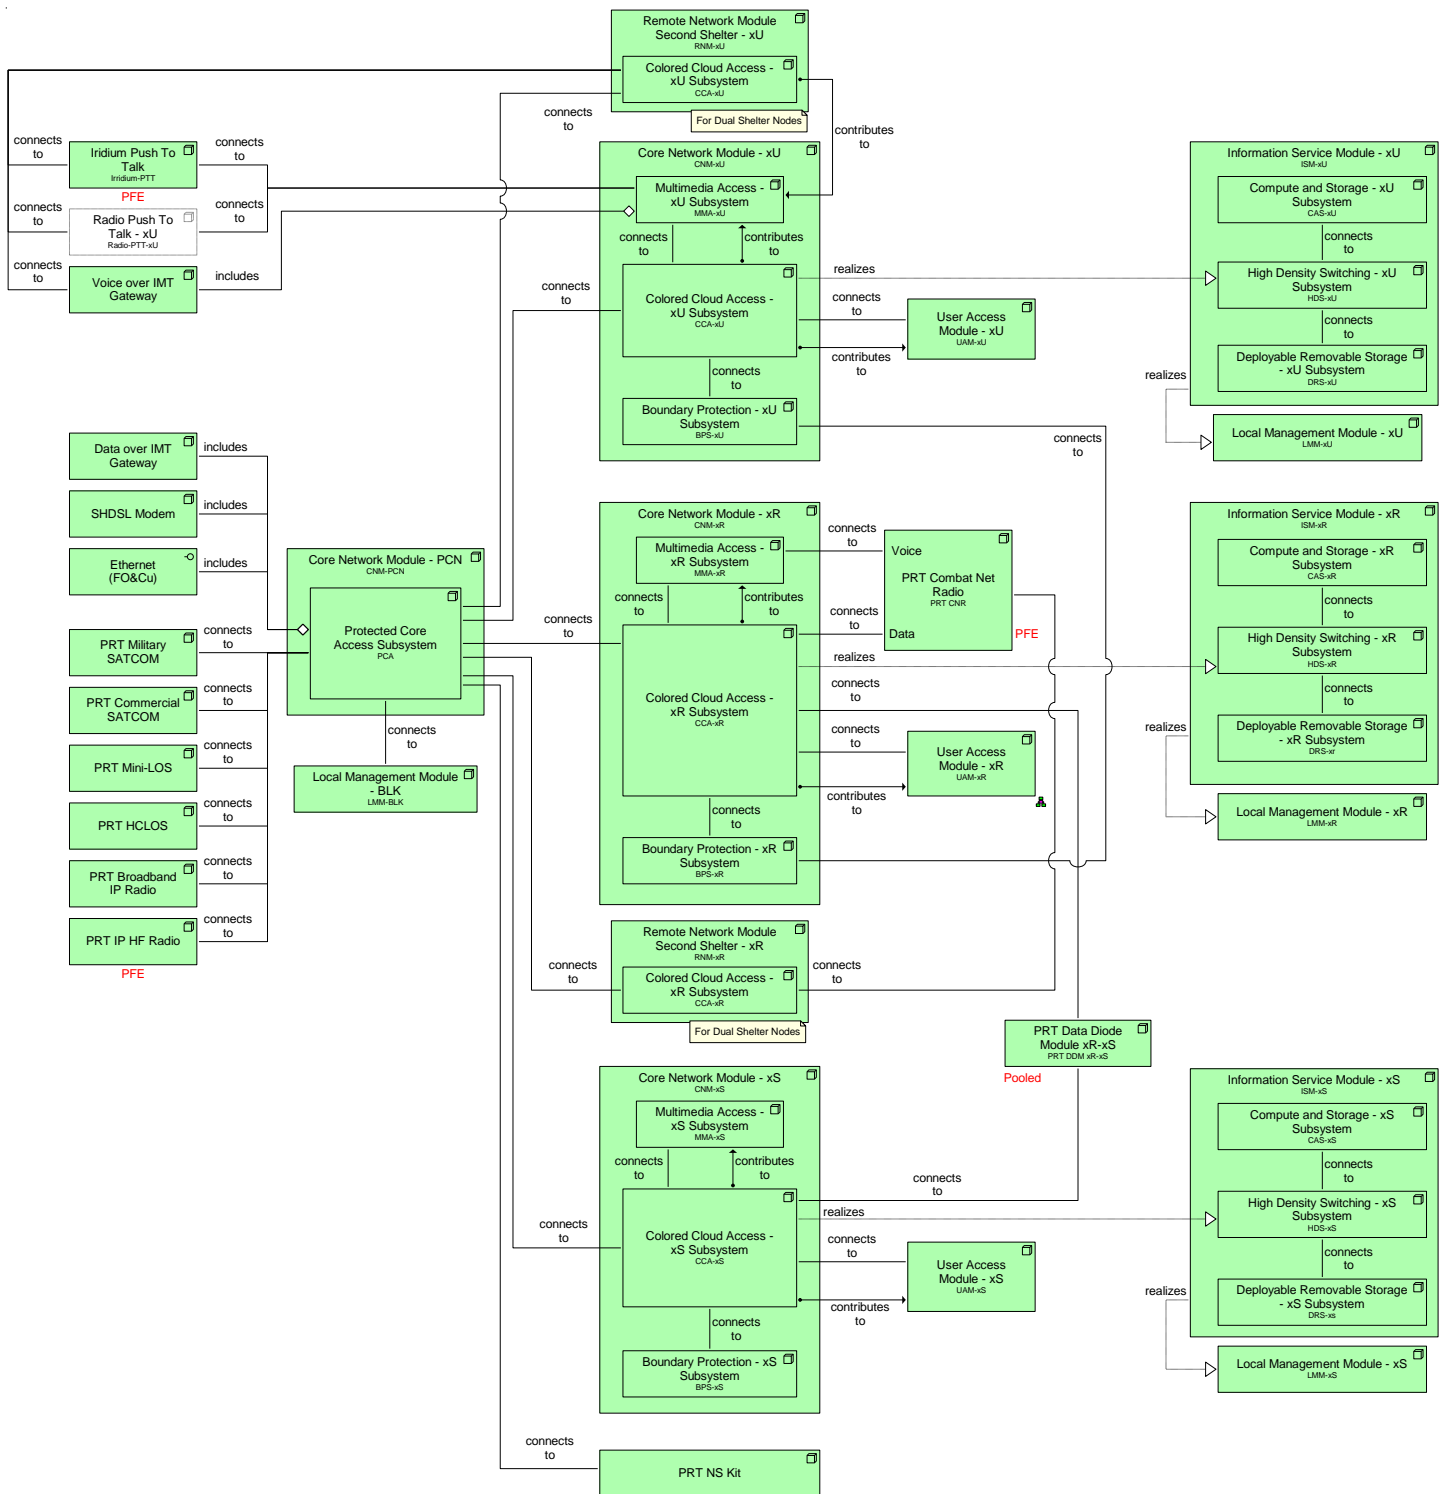 Remote Network Module
Second Shelter - xU
RNM-xU
Colored Cloud Access -
xU Subsystem
CCA-xU
For Dual Shelter Nodes
connects
to
contributes
to
connects
to
Iridium Push To
Talk
Irridium-PTT
PFE
connects
to
connects
to
Radio Push To
Talk - xU
Radio-PTT-xU
connects
to
connects
to
Voice over IMT
Gateway
includes
Core Network Module - xU
CNM-xU
Multimedia Access -
xU Subsystem
MMA-xU
connects
to
contributes
to
Colored Cloud Access -
xU Subsystem
CCA-xU
connects
to
connects
to
Boundary Protection - xU
Subsystem
BPS-xU
realizes
connects
to
contributes
to
User Access
Module - xU
UAM-xU
connects
to
Information Service Module - xU
ISM-xU
Compute and Storage - xU
Subsystem
CAS-xU
connects
to
High Density Switching - xU
Subsystem
HDS-xU
connects
to
Deployable Removable Storage
- xU Subsystem
DRS-xU
realizes
Local Management Module - xU
LMM-xU
Data over IMT
Gateway
includes
SHDSL Modem
includes
Ethernet
(FO&Cu)
includes
PRT Military
SATCOM
connects
to
PRT Commercial
SATCOM
connects
to
PRT Mini-LOS
connects
to
PRT HCLOS
connects
to
PRT Broadband
IP Radio
connects
to
PRT IP HF Radio
connects
to
PFE
Core Network Module - PCN
CNM-PCN
Protected Core
Access Subsystem
PCA
connects
to
Local Management Module
- BLK
LMM-BLK
Core Network Module - xR
CNM-xR
Multimedia Access -
xR Subsystem
MMA-xR
connects
to
contributes
to
connects
to
Colored Cloud Access -
xR Subsystem
CCA-xR
connects
to
Boundary Protection - xR
Subsystem
BPS-xR
connects
to
Voice
PRT Combat Net
Radio
PRT CNR
Data
PFE
connects
to
realizes
connects
to
connects
to
contributes
to
User Access
Module - xR
UAM-xR
Information Service Module - xR
ISM-xR
Compute and Storage - xR
Subsystem
CAS-xR
connects
to
High Density Switching - xR
Subsystem
HDS-xR
connects
to
Deployable Removable Storage
- xR Subsystem
DRS-xr
realizes
Local Management Module - xR
LMM-xR
Remote Network Module
Second Shelter - xR
RNM-xR
Colored Cloud Access -
xR Subsystem
CCA-xR
For Dual Shelter Nodes
connects
to
connects
to
PRT Data Diode
Module xR-xS
PRT DDM xR-xS
Pooled
Core Network Module - xS
CNM-xS
Multimedia Access -
xS Subsystem
MMA-xS
connects
to
contributes
to
Colored Cloud Access -
xS Subsystem
CCA-xS
connects
to
connects
to
Boundary Protection - xS
Subsystem
BPS-xS
connects
to
realizes
connects
to
contributes
to
User Access
Module - xS
UAM-xS
Information Service Module - xS
ISM-xS
Compute and Storage - xS
Subsystem
CAS-xS
connects
to
High Density Switching - xS
Subsystem
HDS-xS
connects
to
Deployable Removable Storage
- xS Subsystem
DRS-xs
realizes
Local Management Module - xS
LMM-xS
connects
to
PRT NS Kit